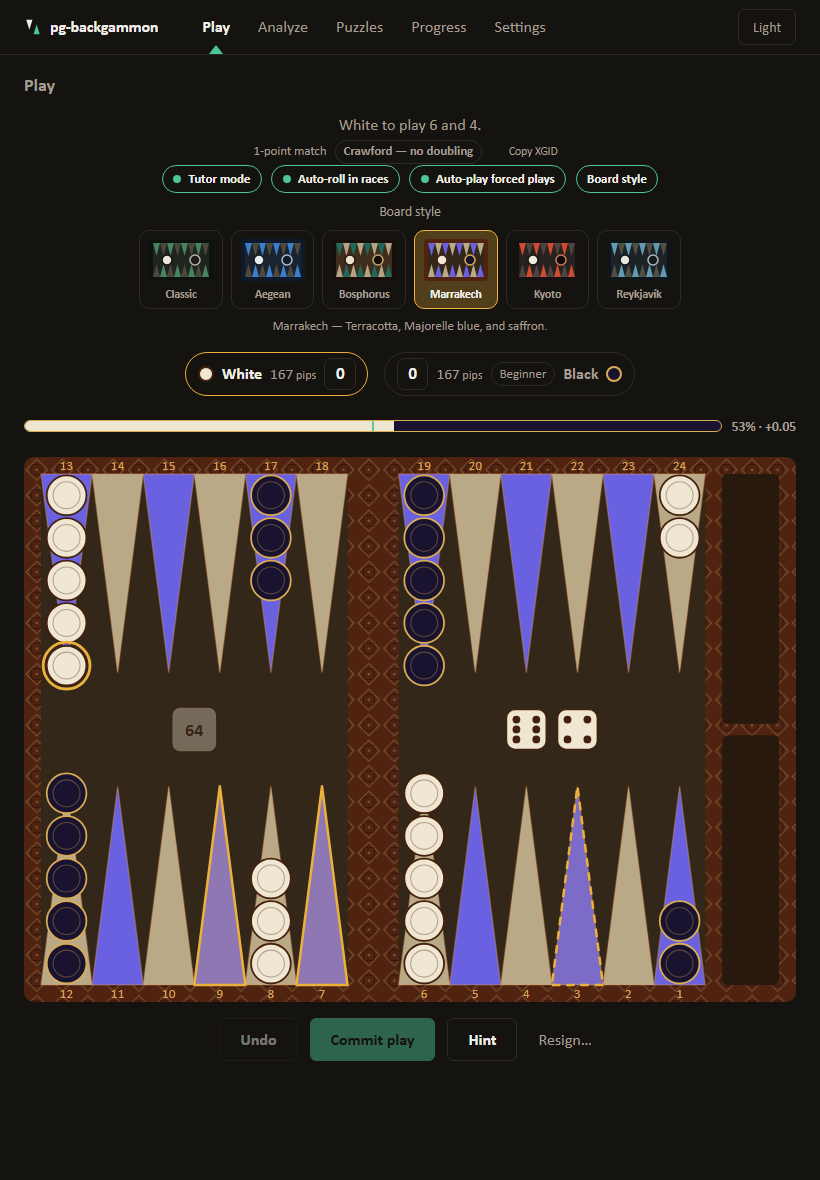 pg-backgammon Play Analyze Puzzles Progress Settings Light
Play
White to play 6 and 4.
1-point match Crawford — no doubling Copy XGID
Tutor mode Auto-roll in races Auto-play forced plays Board style
Board style
Classic Aegean Bosphorus Marrakech Kyoto Reykjavík
Marrakech — Terracotta, Majorelle blue, and saffron.
White 167 pips 0 0 167 pips Beginner Black
53% · +0.05
13 14 15 16 17 18 19 20 21 22 23 24
64
12 11 10 9 8 7 6 5 4 3 2 1
Undo Commit play Hint Resign...